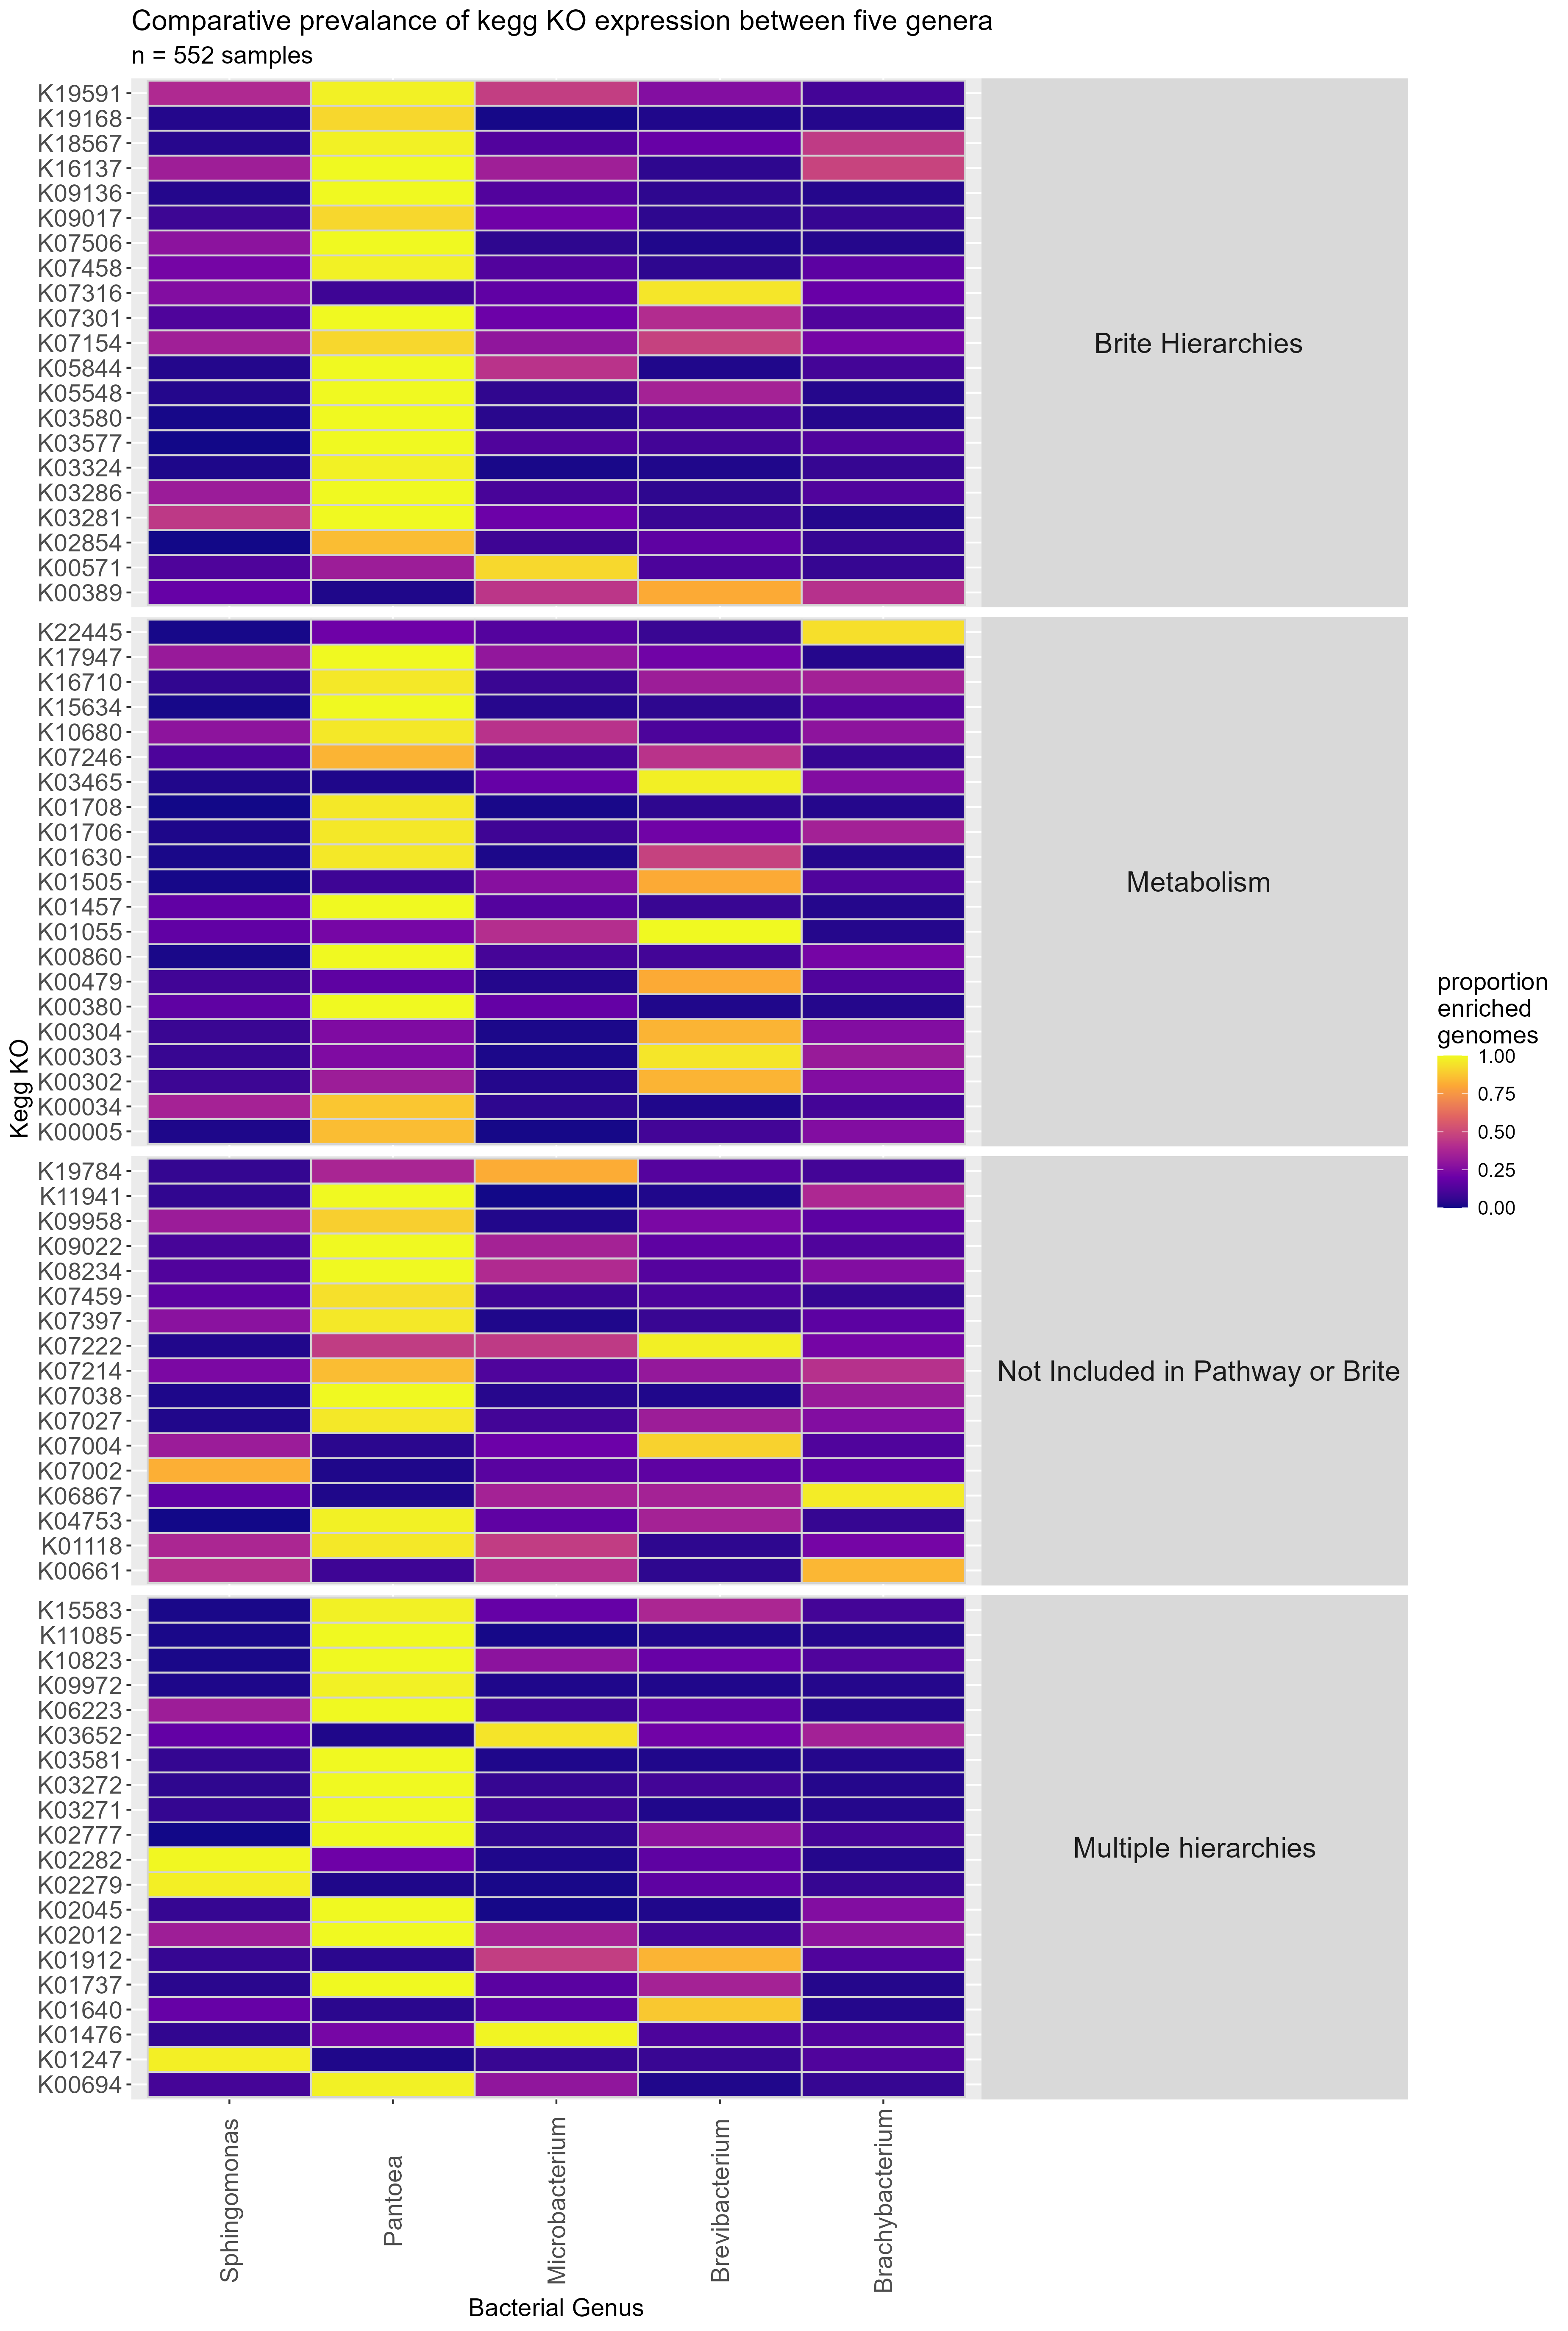 Comparative prevalance of kegg KO expression between five genera
n = 552 samples
K19591
K19168
K18567
K16137
K09136
K09017
K07506
K07458
K07316
K07301
K07154
K05844
K05548
K03580
K03577
K03324
K03286
K03281
K02854
K00571
K00389
Brite Hierarchies
K22445
K17947
K16710
K15634
K10680
K07246
K03465
K01708
K01706
K01630
K01505
K01457
K01055
K00860
K00479
K00380
K00304
K00303
K00302
K00034
K00005
Metabolism
K19784
K11941
K09958
K09022
K08234
K07459
K07397
K07222
K07214
K07038
K07027
K07004
K07002
K06867
K04753
K01118
K00661
Not Included in Pathway or Brite
K15583
K11085
K10823
K09972
K06223
K03652
K03581
K03272
K03271
K02777
K02282
K02279
K02045
K02012
K01912
K01737
K01640
K01476
K01247
K00694
Multiple hierarchies
Kegg KO
Sphingomonas
Pantoea
Microbacterium
Brevibacterium
Brachybacterium
Bacterial Genus
proportion
enriched
genomes
1.00
0.75
0.50
0.25
0.00